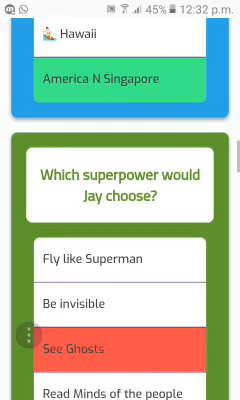 45% 12:32 p.m.
Hawaii
America N Singapore
Which superpower would
Jay choose?
Fly like Superman
Be invisible
See Ghosts
Read Minds of the people